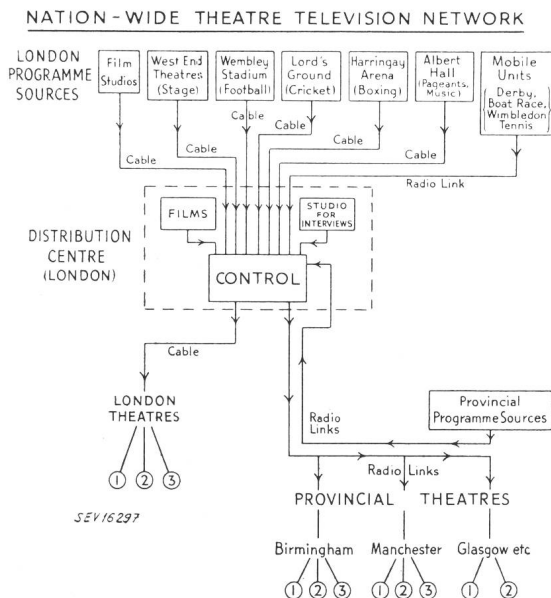 NATION-WIDE THEATRE TELEVISION NETWORK
LONDON
PROGRAMME
SOURCES
Film
Studios
West End
Theatres
(Stage)
Wembley
Stadium
(Football)
Lord's
Ground
(Cricket)
Harringay
Arena
(Boxing)
Albert
Hall
(Pageants,
Music)
Mobile
Units
(Derby,
Boat Race,
Wimbledon
Tennis)
Cable
Cable
Cable
Cable
Cable
Cable
Radio Link
DISTRIBUTION
CENTRE
(LONDON)
FILMS
STUDIO
FOR
INTERVIEWS
CONTROL
Cable
LONDON
THEATRES
1 2 3
Radio
Links
Provincial
Programme Sources
Radio Links
PROVINCIAL THEATRES
Birmingham Manchester Glasgow etc
1 2 3 1 2 3 1 2
SEV 16297